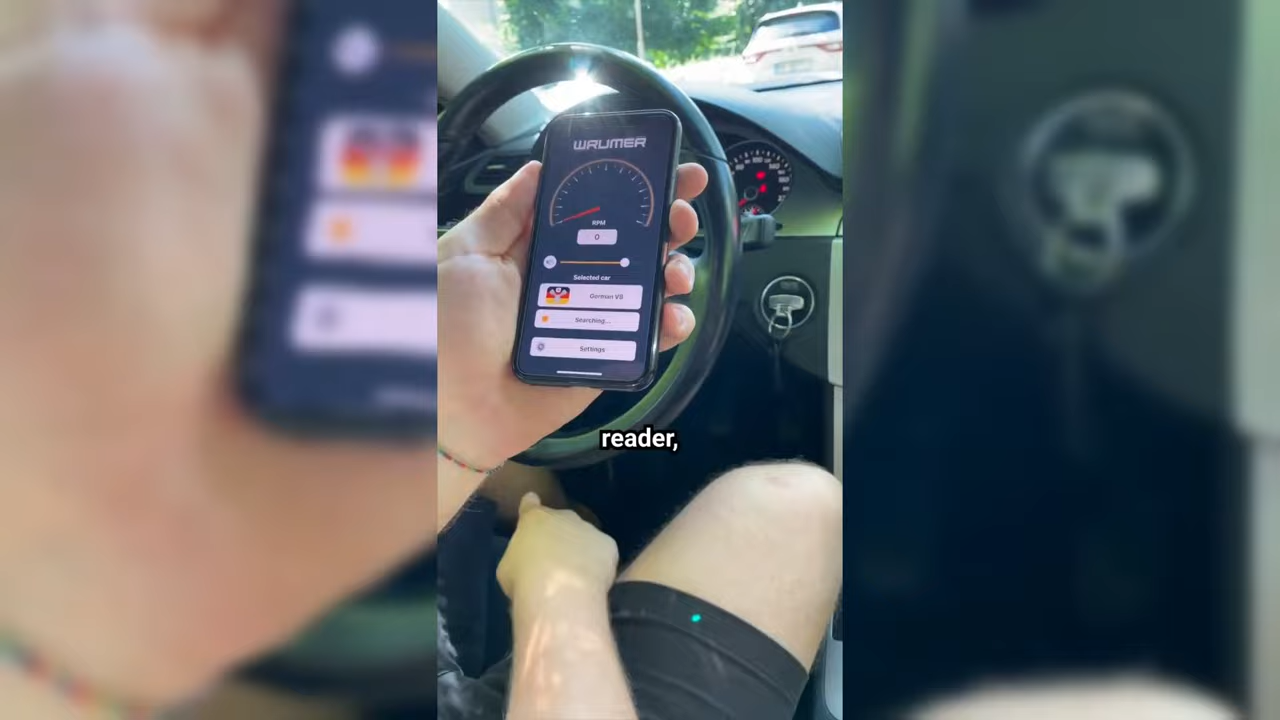 WRUMER
RPM
0
Selected car
German V8
Searching...
Settings
reader,